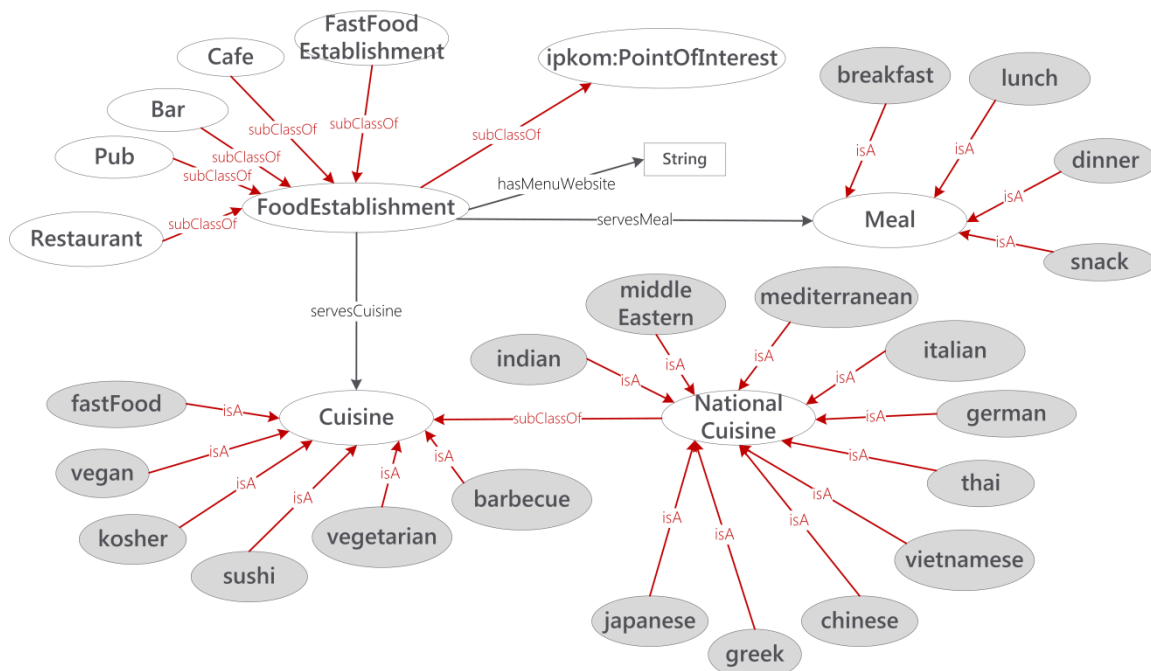 FastFood
Establishment
Cafe
ipkom:PointOfInterest
breakfast
lunch
Bar
subClassOf
subClassOf
subClassOf
isA
isA
Pub
subClassOf
String
dinner
subClassOf
hasMenuWebsite
isA
FoodEstablishment
servesMeal
Meal
Restaurant
subClassOf
isA
snack
middle
Eastern
mediterranean
servesCuisine
indian
isA
isA
isA
italian
isA
fastFood
isA
Cuisine
subClassOf
National
Cuisine
isA
german
vegan
isA
isA
isA
isA
isA
thai
isA
isA
barbecue
isA
kosher
vegetarian
isA
isA
isA
vietnamese
sushi
japanese
chinese
greek